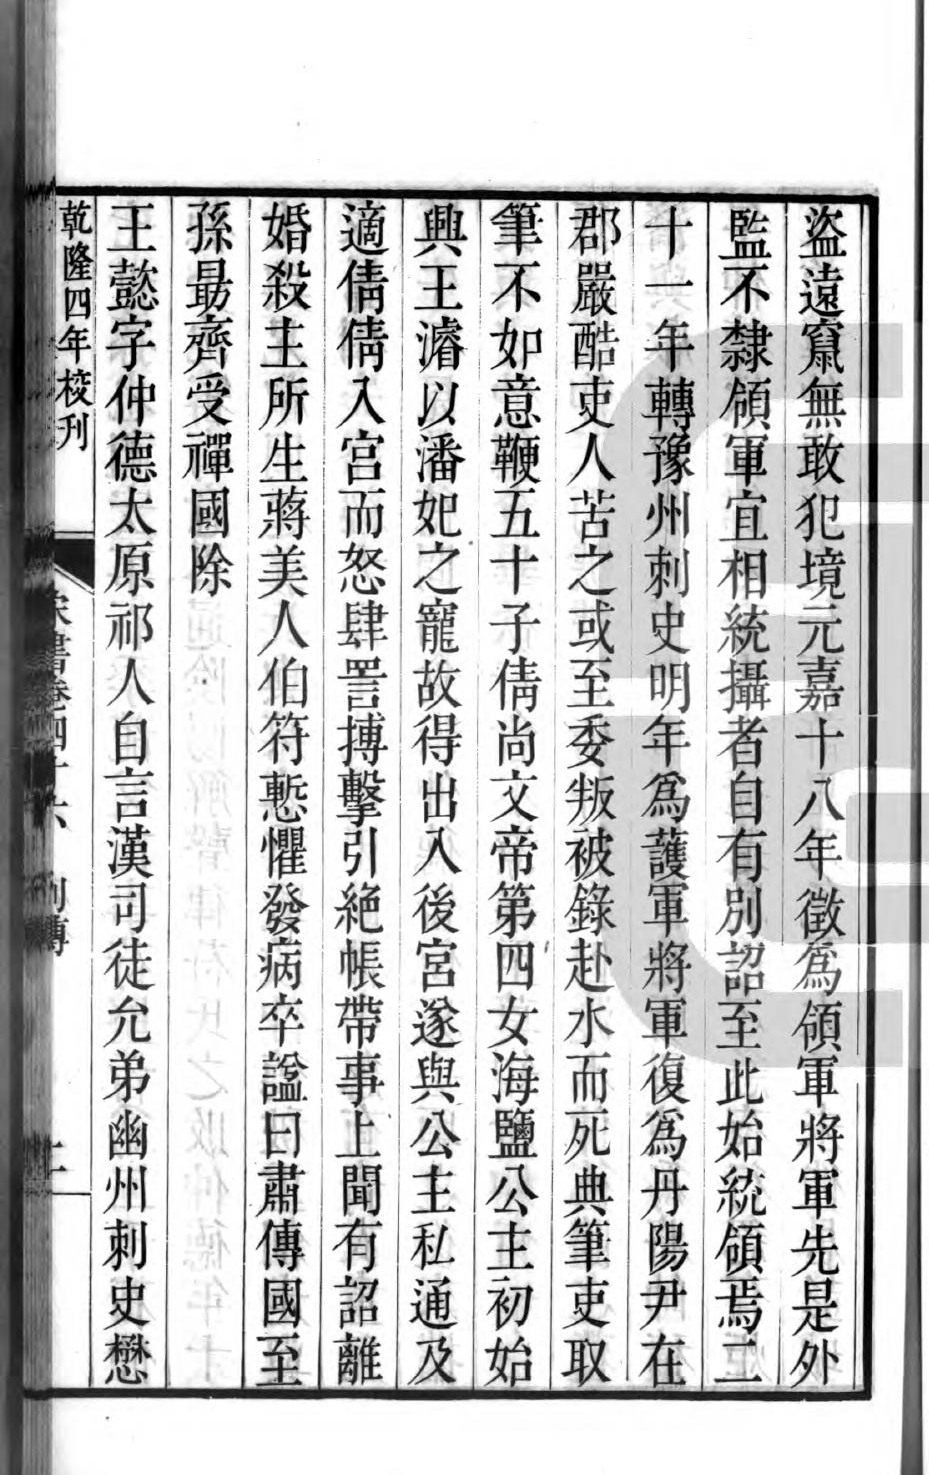 盜遠竄無敢犯境元嘉十八年徵爲領軍將軍先是外
監不隸領軍宜相統攝者自有別詔至此始統領焉二
十一年轉豫州刺史明年爲護軍將軍復爲丹陽尹在
郡嚴酷吏人苦之或至委叛被錄赴水而死典筆吏取
筆不如意鞭五十子倩尚文帝第四女海鹽公主初始
興王濬以潘妃之寵故得出入後宮遂與公主私通及
適倩倩入宮而怒肆詈搏擊引絶帳帶事上聞有詔離
婚殺主所生蔣美人伯符慙懼發病卒諡曰肅傳國至
孫勗齊受禪國除
王懿字仲德太原祁人自言漢司徒允弟幽州刺史懋
乾隆四年校刊
宋書卷四十六 列傳